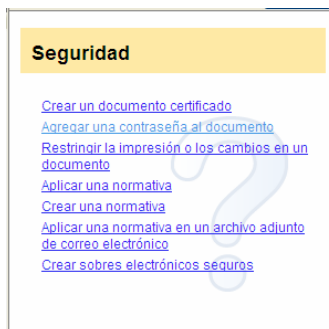 Seguridad
Crear un documento certificado
Agregar una contraseña al documento
Restringir la impresión o los cambios en un
documento
Aplicar una normativa
Crear una normativa
Aplicar una normativa en un archivo adjunto
de correo electrónico
Crear sobres electrónicos seguros